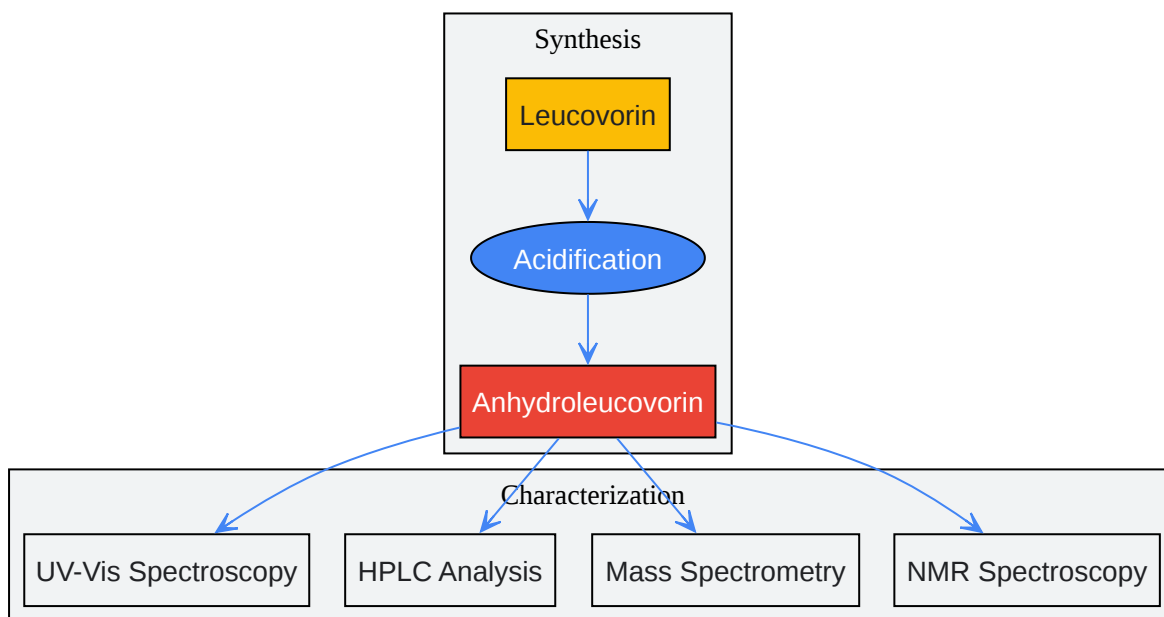 Synthesis
Leucovorin
Acidification
Anhydroleucovorin
Characterization
UV-Vis Spectroscopy
HPLC Analysis
Mass Spectrometry
NMR Spectroscopy